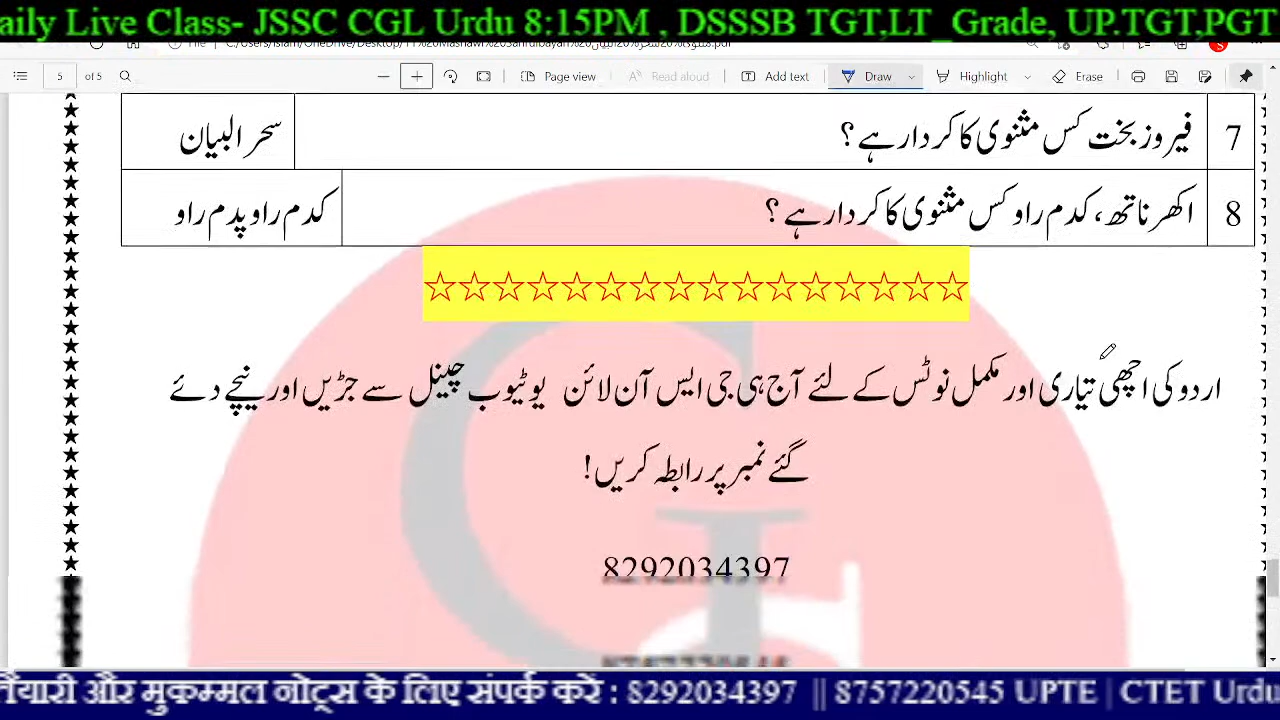 aily Live Class- JSSC CGL Urdu 8:15PM , DSSSB TGT,LT_Grade, UP.TGT,PGT
5 of 5 Page view Read aloud Add text Draw Highlight Erase
7 فیروز بخت کس مثنوی کا کردار ہے ؟ سحر البیان
8 اکھر ناتھ، کدم راو کس مثنوی کا کردار ہے ؟ کدم راو پدم راو
☆☆☆☆☆☆☆☆☆☆☆☆☆☆☆☆
اردو کی اچھی تیاری اور مکمل نوٹس کے لئے آج ہی جی ایس آن لائن یوٹیوب چینل سے جڑیں اور نیچے دئے
گئے نمبر پر رابطہ کریں!
8292034397
तैयारी और मुकम्मल नोट्स के लिए संपर्क करें : 8292034397 || 8757220545 UPTE | CTET Urdu